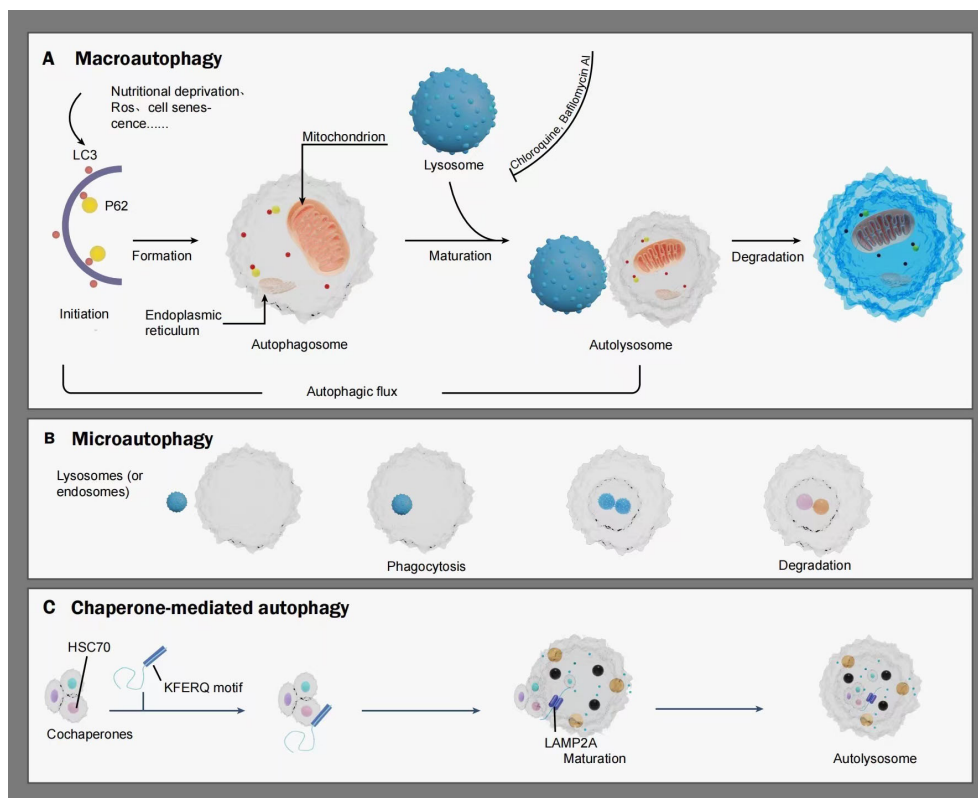 A Macroautophagy
Nutritional deprivation、
Ros、cell senes-
cence......
LC3
P62
Initiation
Formation
Mitochondrion
Endoplasmic
reticulum
Autophagosome
Lysosome
Chloroquine, Bafilomycin Al
Maturation
Autolysosome
Degradation
Autophagic flux
B Microautophagy
Lysosomes (or
endosomes)
Phagocytosis
Degradation
C Chaperone-mediated autophagy
HSC70
KFERQ motif
Cochaperones
LAMP2A
Maturation
Autolysosome